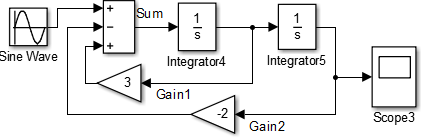 +
−
+
Sum
1
s
Integrator4
1
s
Integrator5
Sine Wave
3
Gain1
-2
Gain2
Scope3